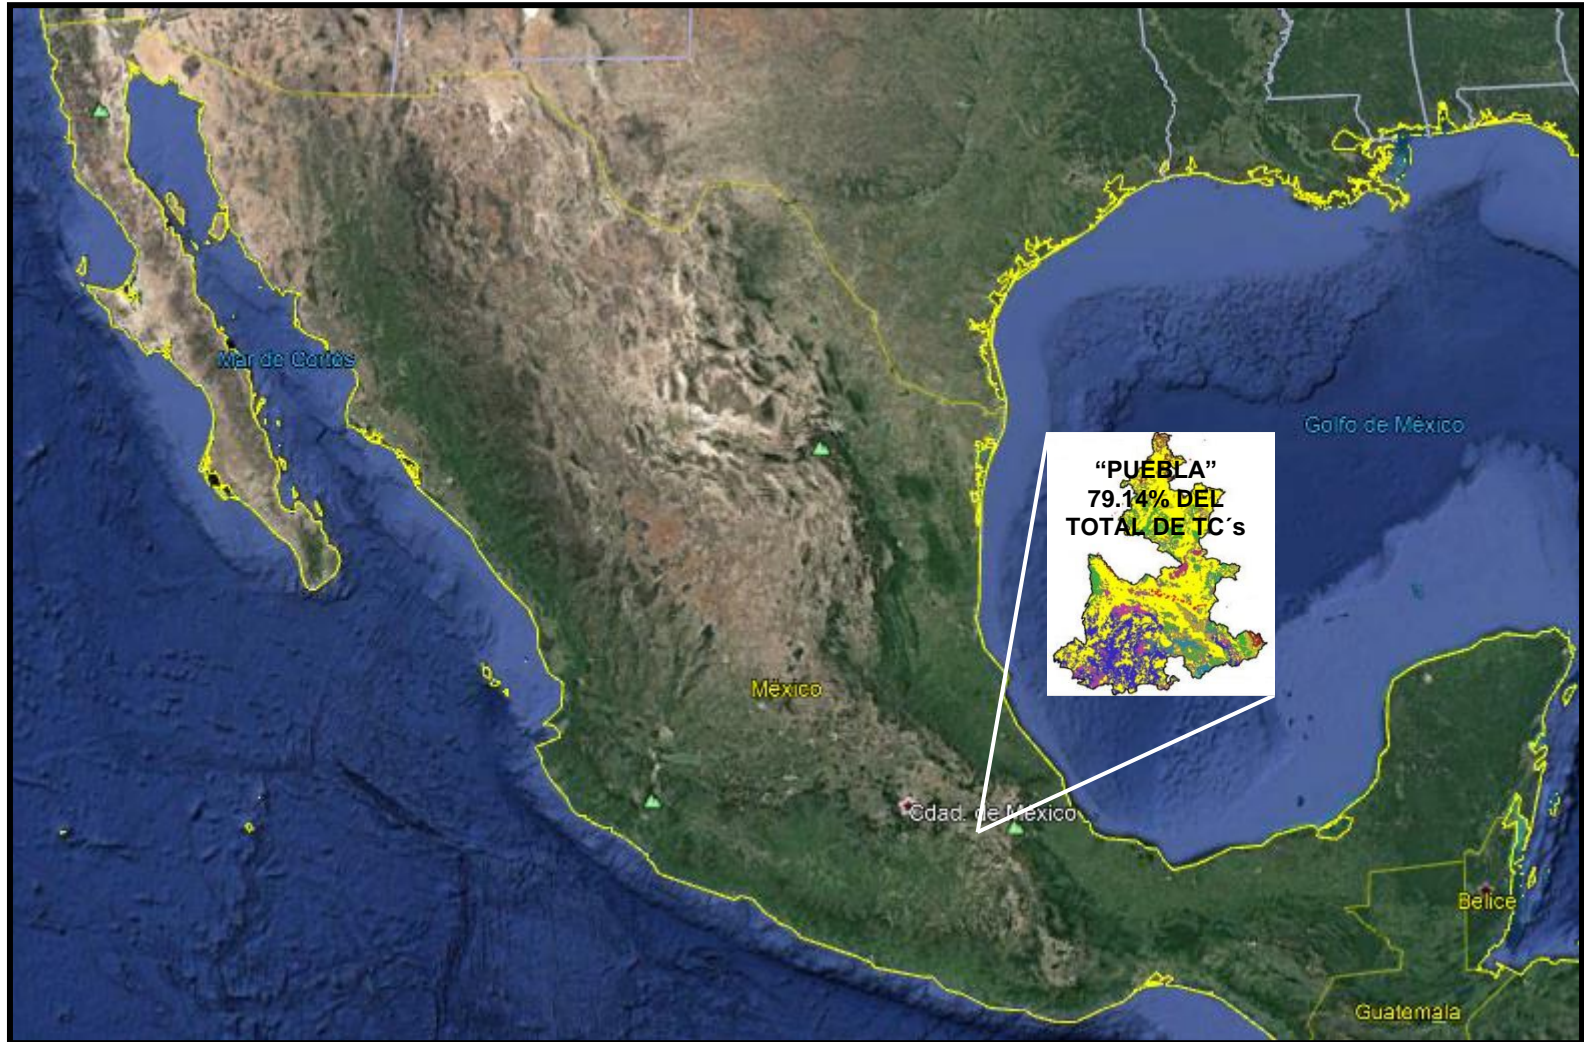 Mar de Cortés
Golfo de México
“PUEBLA”
79.14% DEL
TOTAL DE TC´s
México
Cdad. de México
Belice
Guatemala